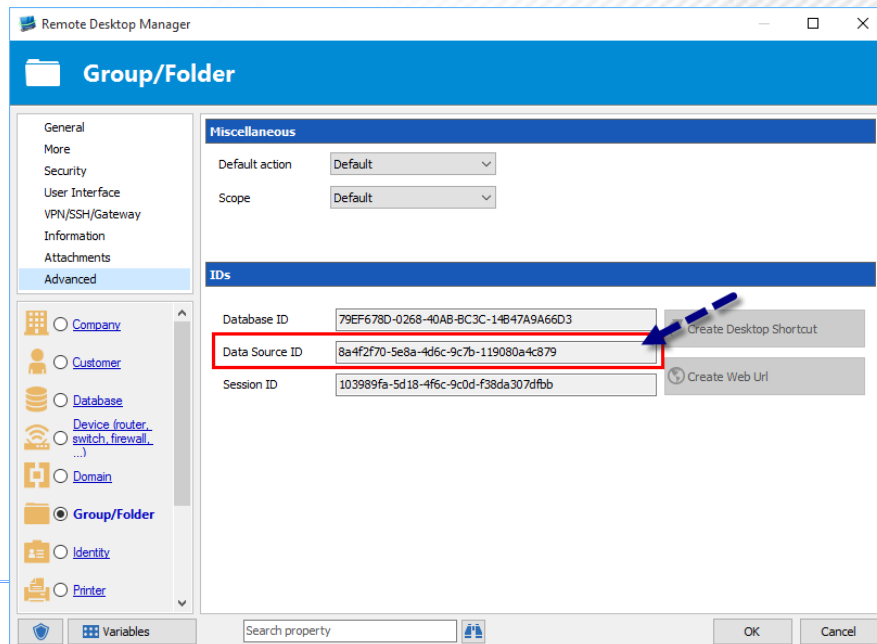 Remote Desktop Manager
Group/Folder
General
More
Security
User Interface
VPN/SSH/Gateway
Information
Attachments
Advanced
Company
Customer
Database
Device (router,
switch, firewall,
...)
Domain
Group/Folder
Identity
Printer
Miscellaneous
Default action
Default
Scope
Default
IDs
Database ID
79EF678D-0268-40AB-BC3C-14B47A9A66D3
Data Source ID
8a4f2f70-5e8a-4d6c-9c7b-119080a4c879
Session ID
103989fa-5d18-4f6c-9c0d-f38da307dfbb
Create Desktop Shortcut
Create Web Url
Variables
Search property
OK
Cancel